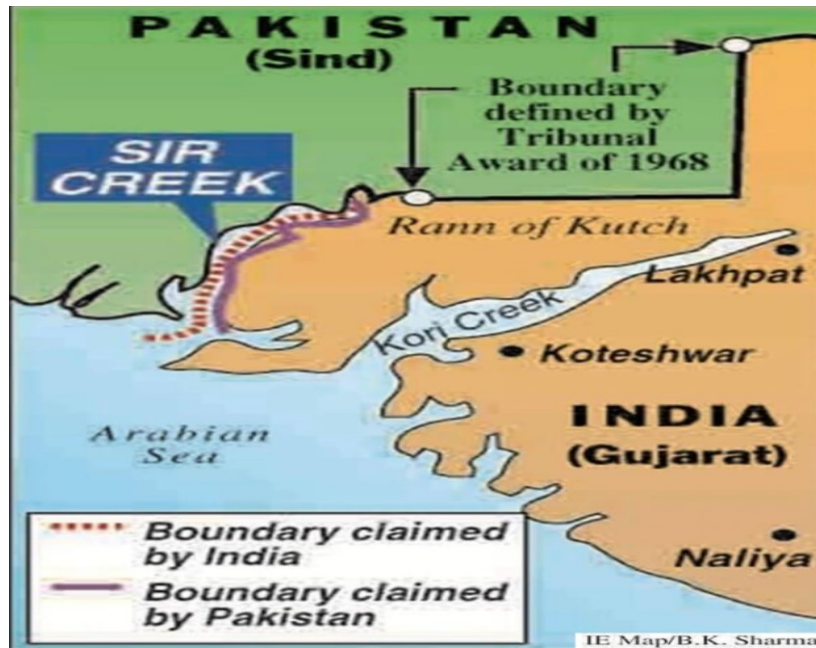 PAKISTAN
(Sind)
Boundary
defined by
Tribunal
Award of 1968
SIR
CREEK
Rann of Kutch
Lakhpat
Kori Creek
Koteshwar
INDIA
(Gujarat)
Arabian
Sea
Naliya
Boundary claimed
by India
Boundary claimed
by Pakistan
IE Map/B.K. Sharma